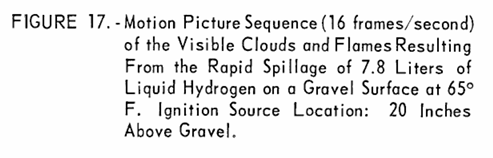 FIGURE 17.-Motion Picture Sequence (16 frames/second)
of the Visible Clouds and Flames Resulting
From the Rapid Spillage of 7.8 Liters of
Liquid Hydrogen on a Gravel Surface at 65°
F. Ignition Source Location: 20 Inches
Above Gravel.